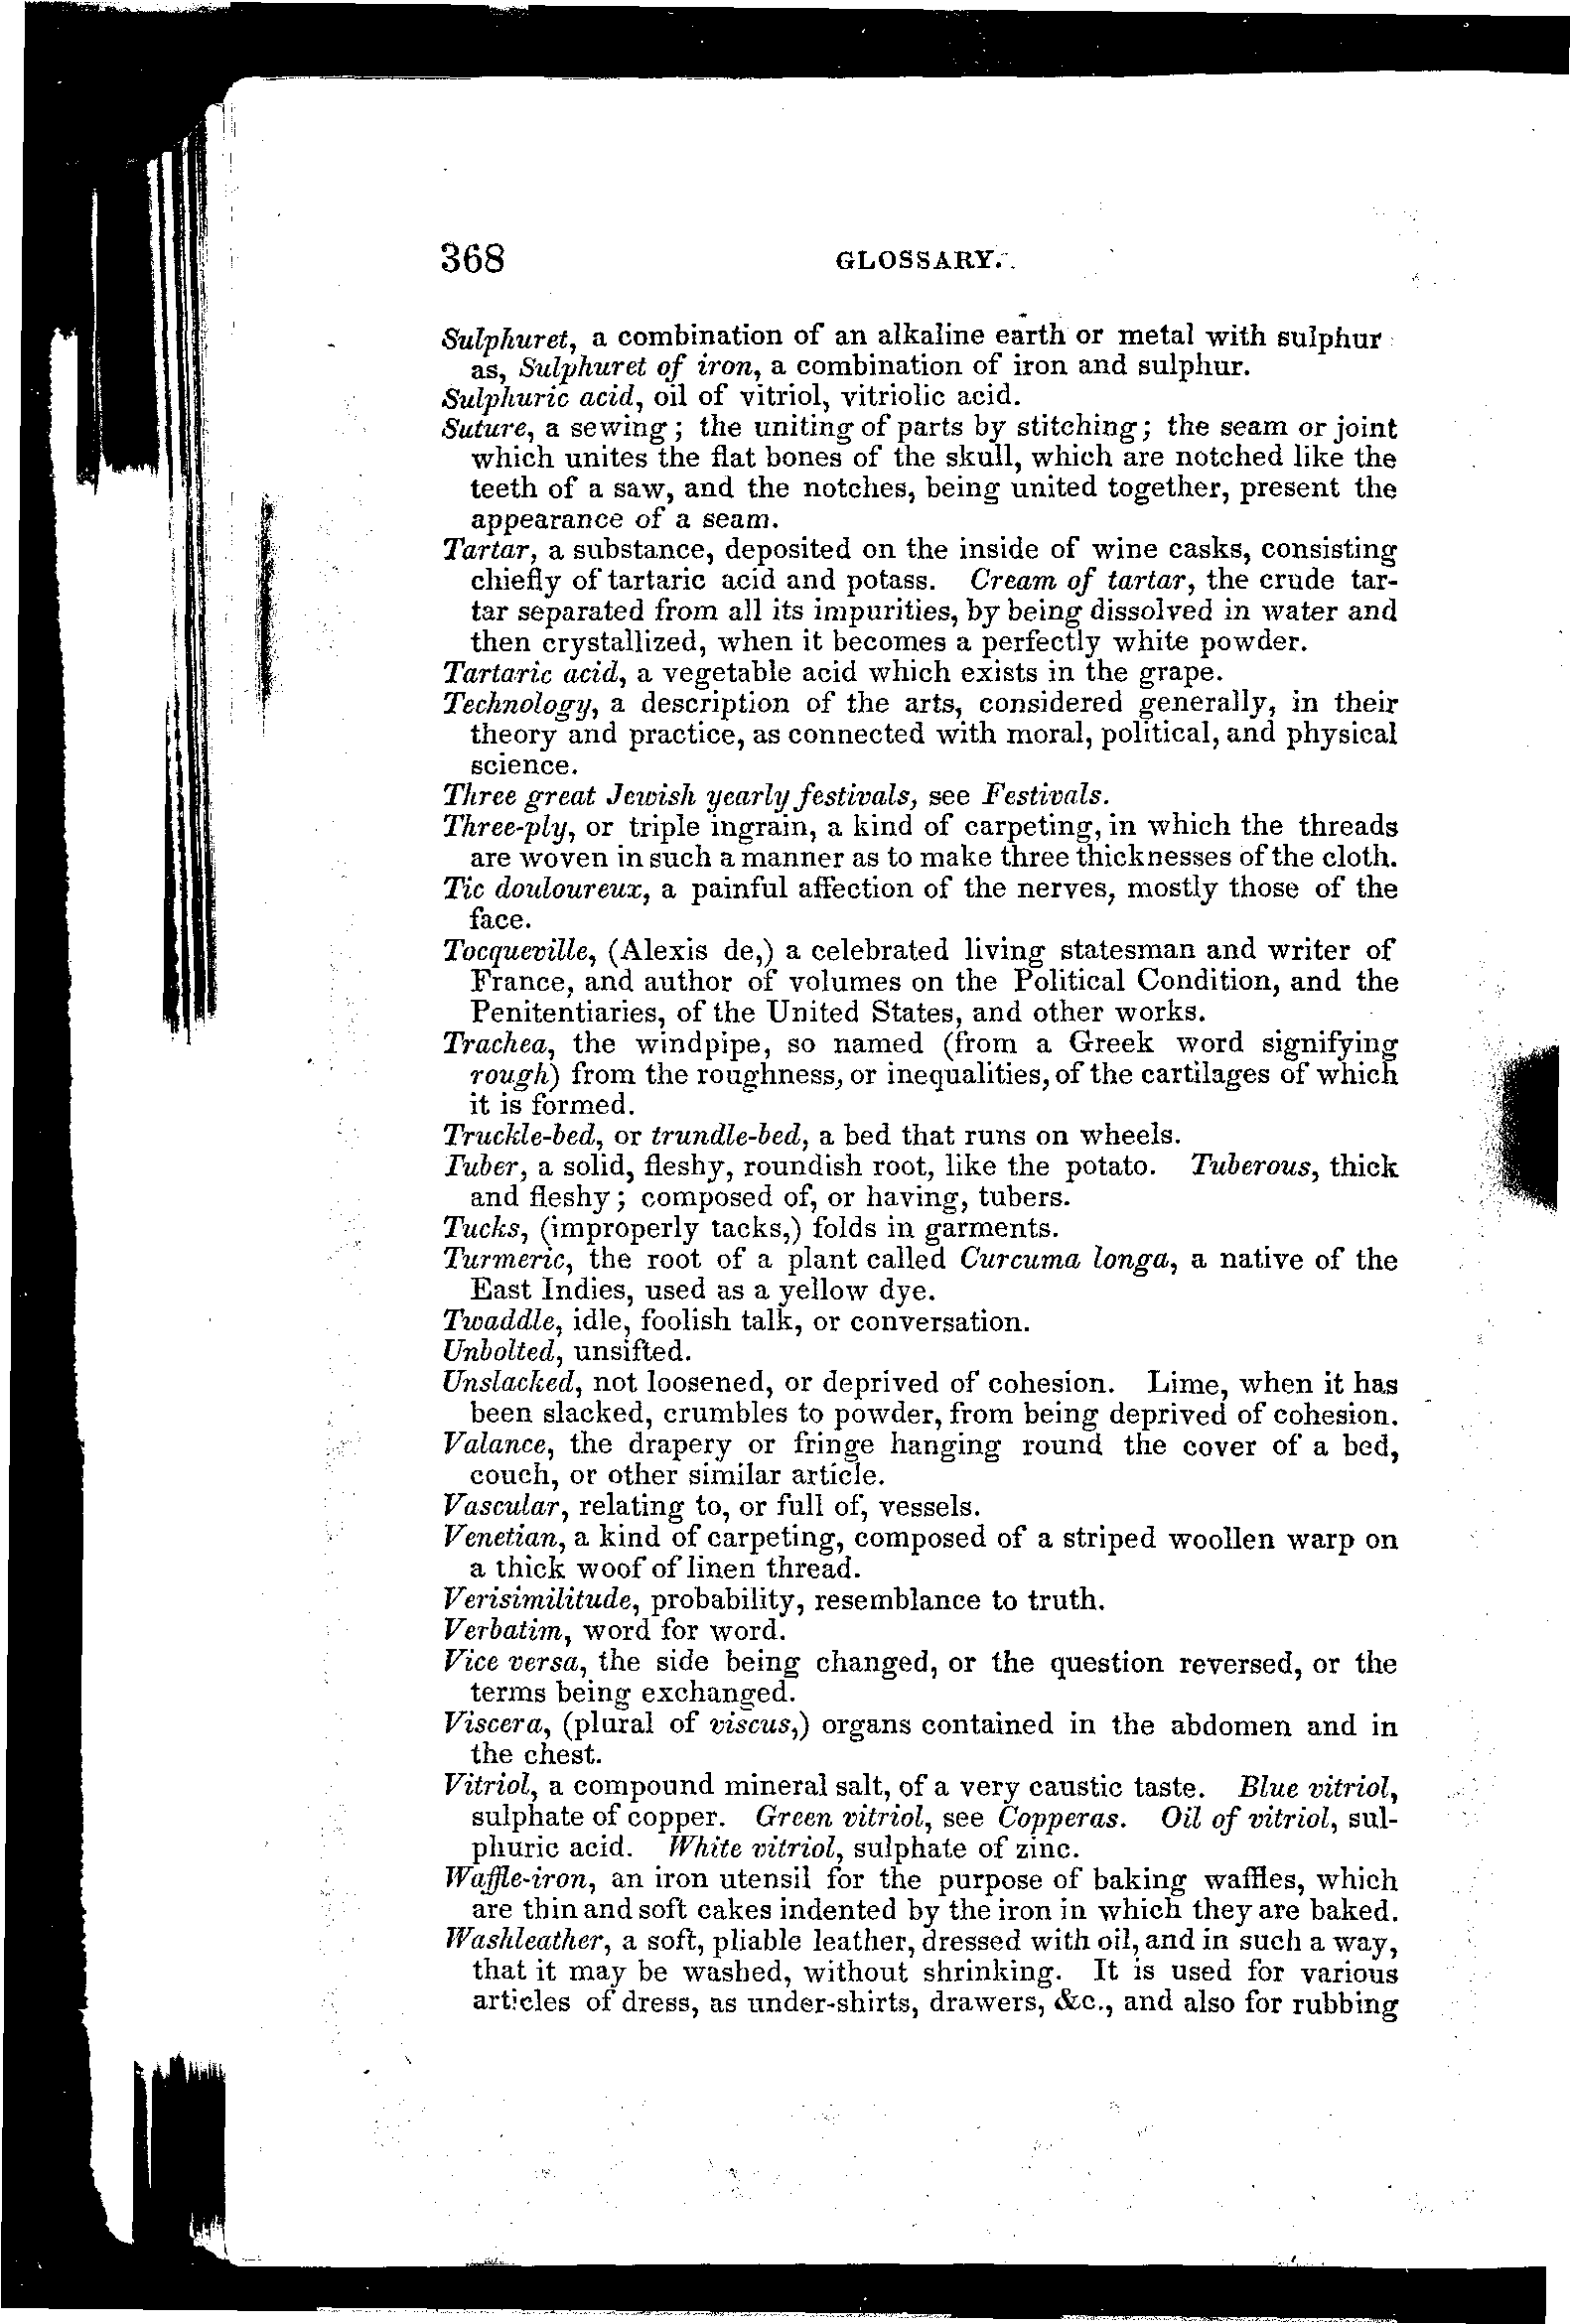 368 GLOSSARY.
Sulphuret, a combination of an alkaline earth or metal with sulphur
as, Sulphuret of iron, a combination of iron and sulphur.
Sulphuric acid, oil of vitriol, vitriolic acid.
Suture, a sewing; the uniting of parts by stitching; the seam or joint
which unites the flat bones of the skull, which are notched like the
teeth of a saw, and the notches, being united together, present the
appearance of a seam.
Tartar, a substance, deposited on the inside of wine casks, consisting
chiefly of tartaric acid and potass. Cream of tartar, the crude tar-
tar separated from all its impurities, by being dissolved in water and
then crystallized, when it becomes a perfectly white powder.
Tartaric acid, a vegetable acid which exists in the grape.
Technology, a description of the arts, considered generally, in their
theory and practice, as connected with moral, political, and physical
science.
Three great Jewish yearly festivals, see Festivals.
Three-ply, or triple ingrain, a kind of carpeting, in which the threads
are woven in such a manner as to make three thicknesses of the cloth.
Tic douloureux, a painful affection of the nerves, mostly those of the
face.
Tocqueville, (Alexis de,) a celebrated living statesman and writer of
France, and author of volumes on the Political Condition, and the
Penitentiaries, of the United States, and other works.
Trachea, the windpipe, so named (from a Greek word signifying
rough) from the roughness, or inequalities, of the cartilages of which
it is formed.
Truckle-bed, or trundle-bed, a bed that runs on wheels.
Tuber, a solid, fleshy, roundish root, like the potato. Tuberous, thick
and fleshy; composed of, or having, tubers.
Tucks, (improperly tacks,) folds in garments.
Turmeric, the root of a plant called Curcuma longa, a native of the
East Indies, used as a yellow dye.
Twaddle, idle, foolish talk, or conversation.
Unbolted, unsifted.
Unslacked, not loosened, or deprived of cohesion. Lime, when it has
been slacked, crumbles to powder, from being deprived of cohesion.
Valance, the drapery or fringe hanging round the cover of a bed,
couch, or other similar article.
Vascular, relating to, or full of, vessels.
Venetian, a kind of carpeting, composed of a striped woollen warp on
a thick woof of linen thread.
Verisimilitude, probability, resemblance to truth.
Verbatim, word for word.
Vice versa, the side being changed, or the question reversed, or the
terms being exchanged.
Viscera, (plural of viscus,) organs contained in the abdomen and in
the chest.
Vitriol, a compound mineral salt, of a very caustic taste. Blue vitriol,
sulphate of copper. Green vitriol, see Copperas. Oil of vitriol, sul-
phuric acid. White vitriol, sulphate of zinc.
Waffle-iron, an iron utensil for the purpose of baking waffles, which
are thin and soft cakes indented by the iron in which they are baked.
Washleather, a soft, pliable leather, dressed with oil, and in such a way,
that it may be washed, without shrinking. It is used for various
articles of dress, as under-shirts, drawers, &c., and also for rubbing